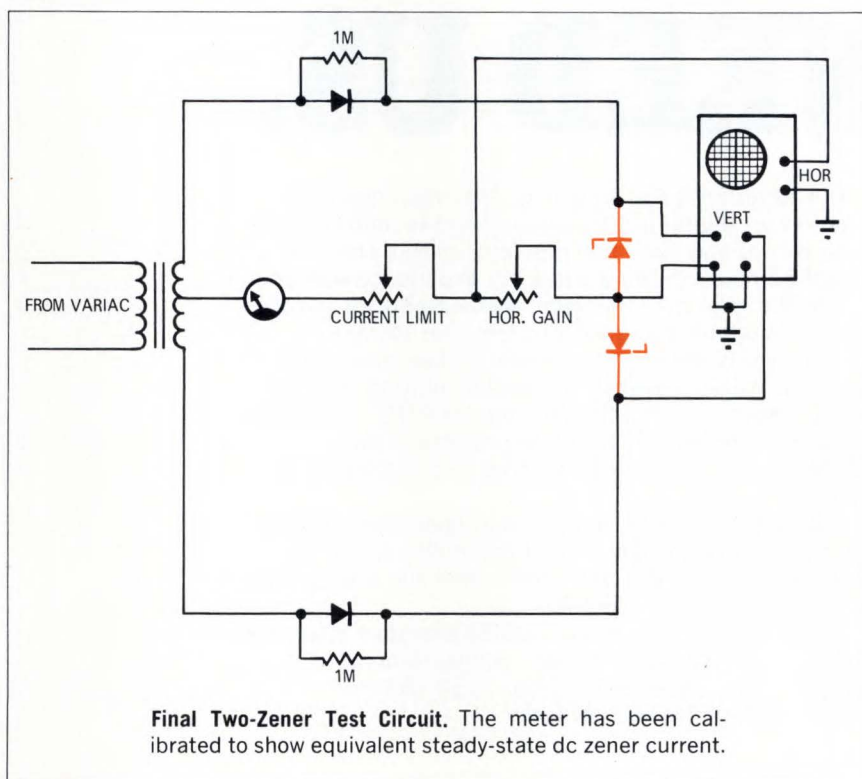 1M
HOR
VERT
FROM VARIAC
CURRENT LIMIT
HOR. GAIN
1M
Final Two-Zener Test Circuit. The meter has been cal-
ibrated to show equivalent steady-state dc zener current.